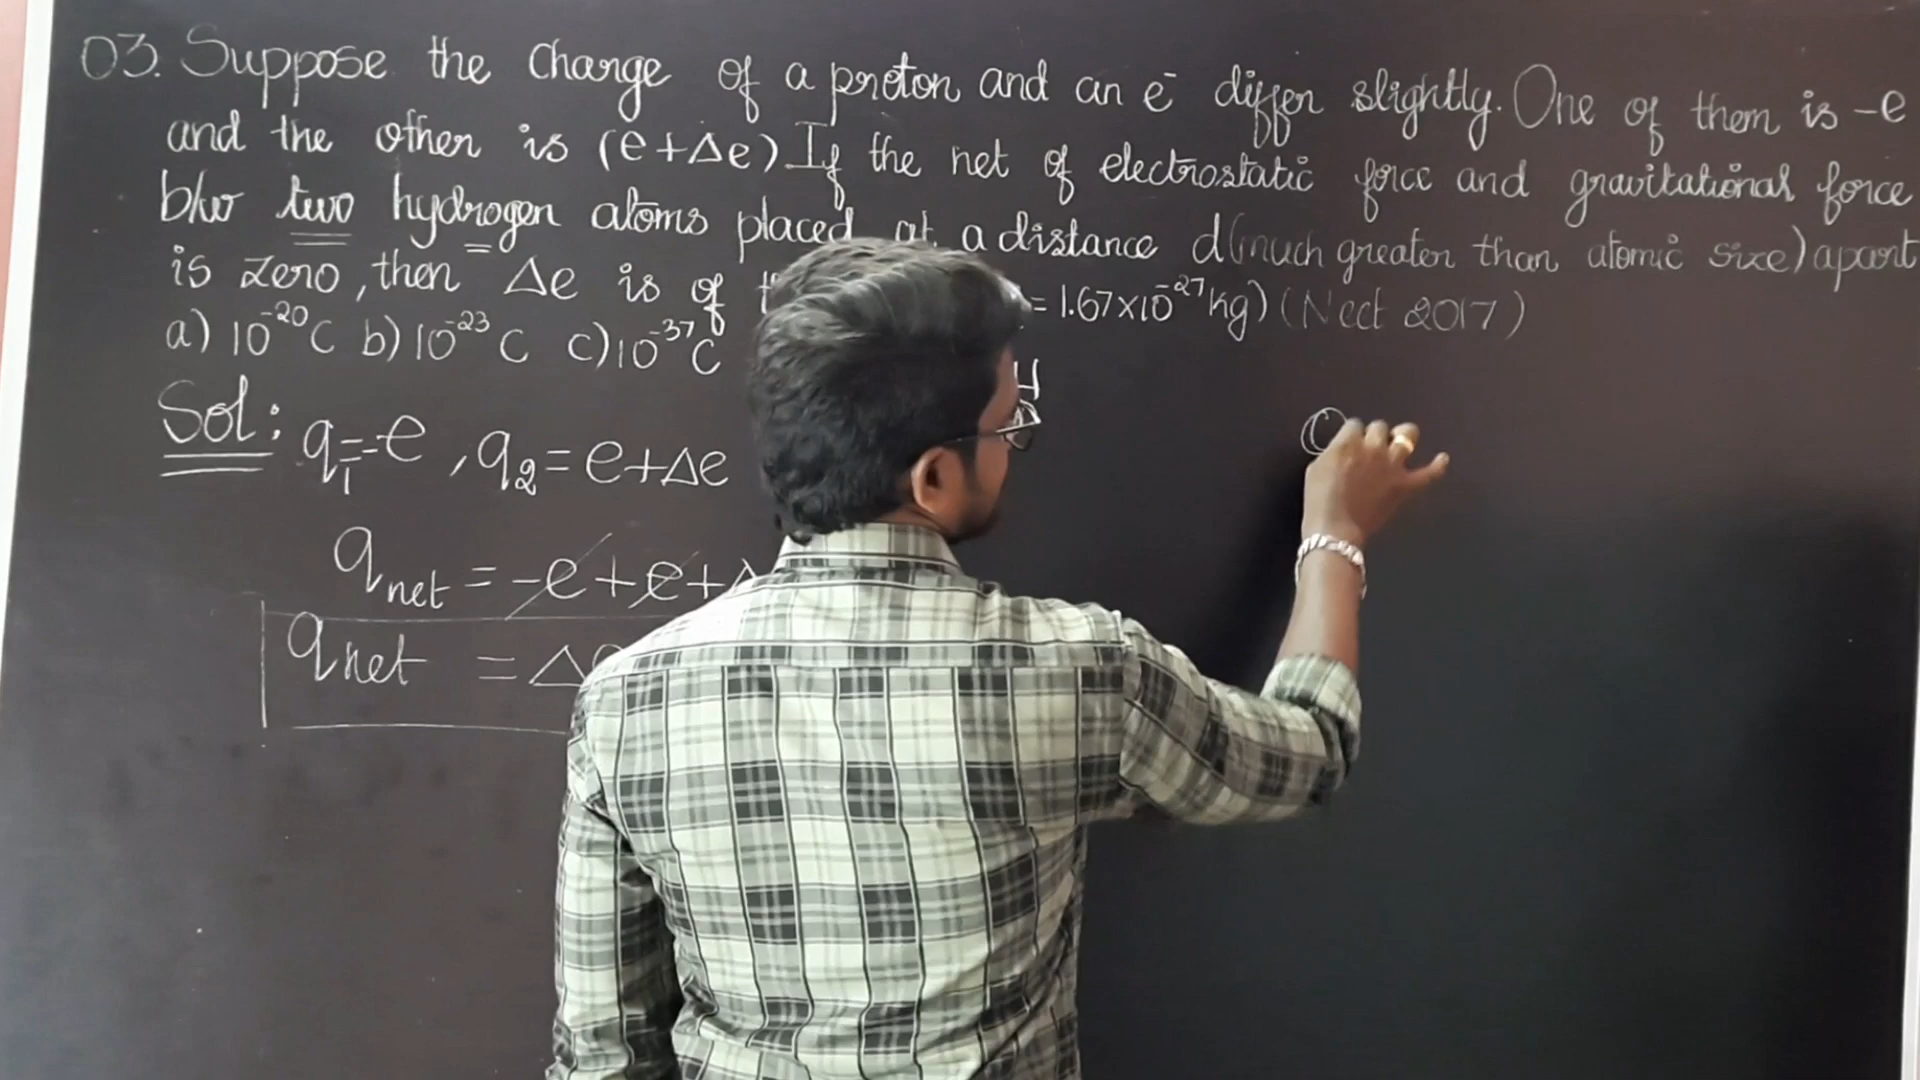 03. Suppose the charge of a proton and an e⁻ differ slightly. One of them is -e
and the other is (e+Δe) If the net of electrostatic force and gravitational force
b/w two hydrogen atoms placed at a distance d(much greater than atomic size) apart
is zero, then Δe is of = 1.67x10⁻²⁷kg) (Neet 2017)
a) 10⁻²⁰C b) 10⁻²³ C c) 10⁻³⁷C
H
Sol: q₁=-e , q₂ = e+Δe
q_net = -e+e+
q_net = Δ